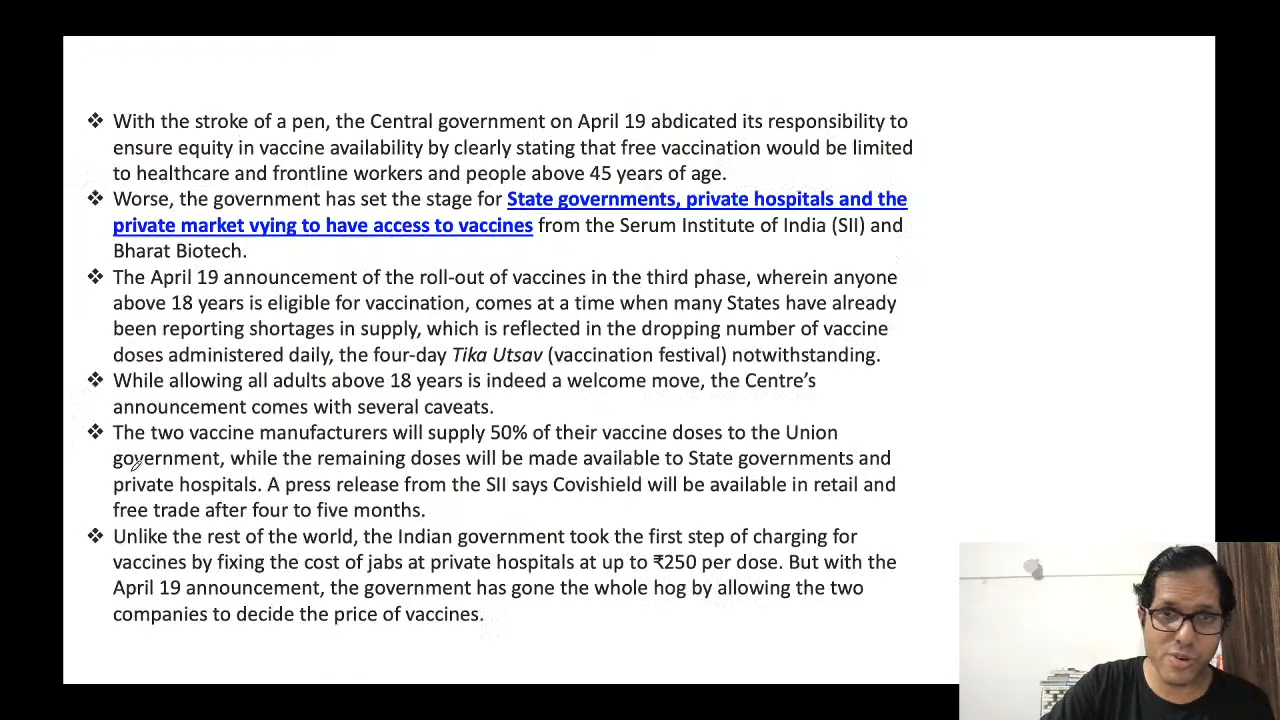 ❖ With the stroke of a pen, the Central government on April 19 abdicated its responsibility to
ensure equity in vaccine availability by clearly stating that free vaccination would be limited
to healthcare and frontline workers and people above 45 years of age.
❖ Worse, the government has set the stage for State governments, private hospitals and the
private market vying to have access to vaccines from the Serum Institute of India (SII) and
Bharat Biotech.
❖ The April 19 announcement of the roll-out of vaccines in the third phase, wherein anyone
above 18 years is eligible for vaccination, comes at a time when many States have already
been reporting shortages in supply, which is reflected in the dropping number of vaccine
doses administered daily, the four-day Tika Utsav (vaccination festival) notwithstanding.
❖ While allowing all adults above 18 years is indeed a welcome move, the Centre’s
announcement comes with several caveats.
❖ The two vaccine manufacturers will supply 50% of their vaccine doses to the Union
government, while the remaining doses will be made available to State governments and
private hospitals. A press release from the SII says Covishield will be available in retail and
free trade after four to five months.
❖ Unlike the rest of the world, the Indian government took the first step of charging for
vaccines by fixing the cost of jabs at private hospitals at up to ₹250 per dose. But with the
April 19 announcement, the government has gone the whole hog by allowing the two
companies to decide the price of vaccines.